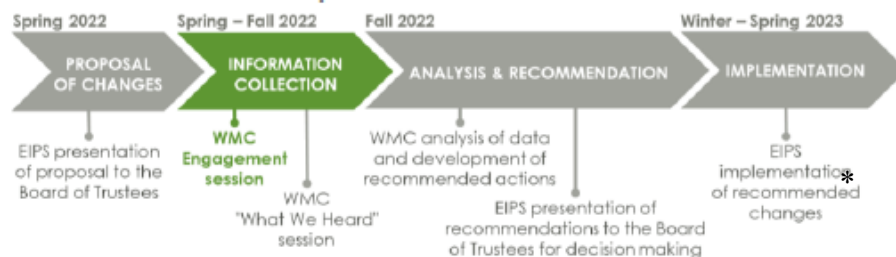 Spring 2022
Spring – Fall 2022
Fall 2022
Winter – Spring 2023
PROPOSAL
OF CHANGES
INFORMATION
COLLECTION
ANALYSIS & RECOMMENDATION
IMPLEMENTATION
EIPS presentation
of proposal to the
Board of Trustees
WMC
Engagement
session
WMC
"What We Heard"
session
WMC analysis of data
and development of
recommended actions
EIPS presentation of
recommendations to the Board
of Trustees for decision making
EIPS
implementation
of recommended
changes
*